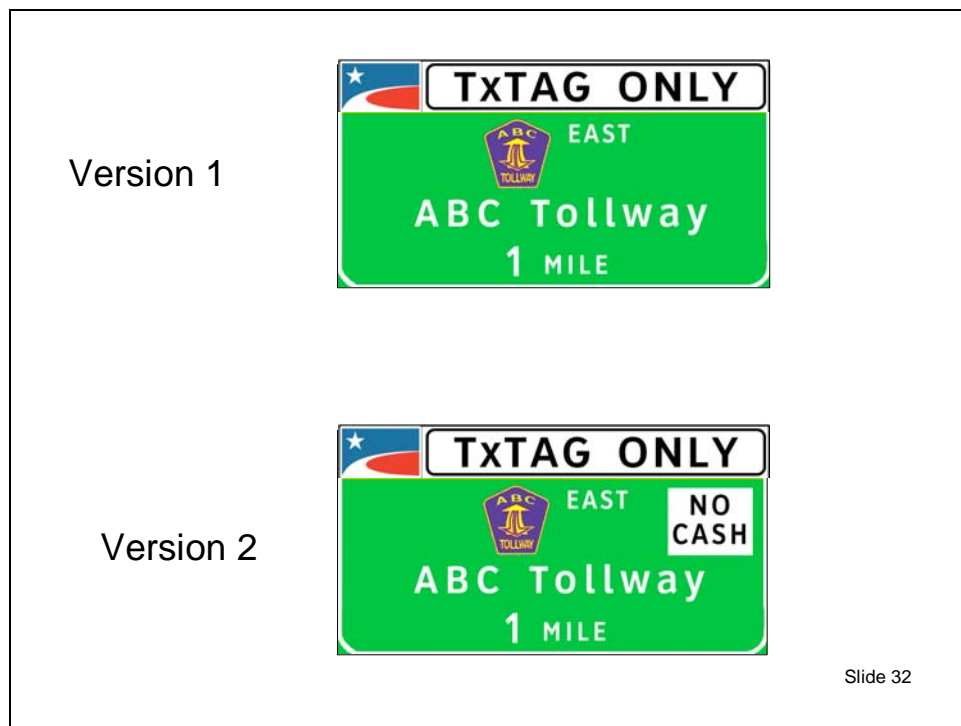 Version 1
TxTAG ONLY
ABC
TOLLWAY
EAST
ABC Tollway
1 MILE
Version 2
TxTAG ONLY
ABC
TOLLWAY
EAST
NO
CASH
ABC Tollway
1 MILE
Slide 32